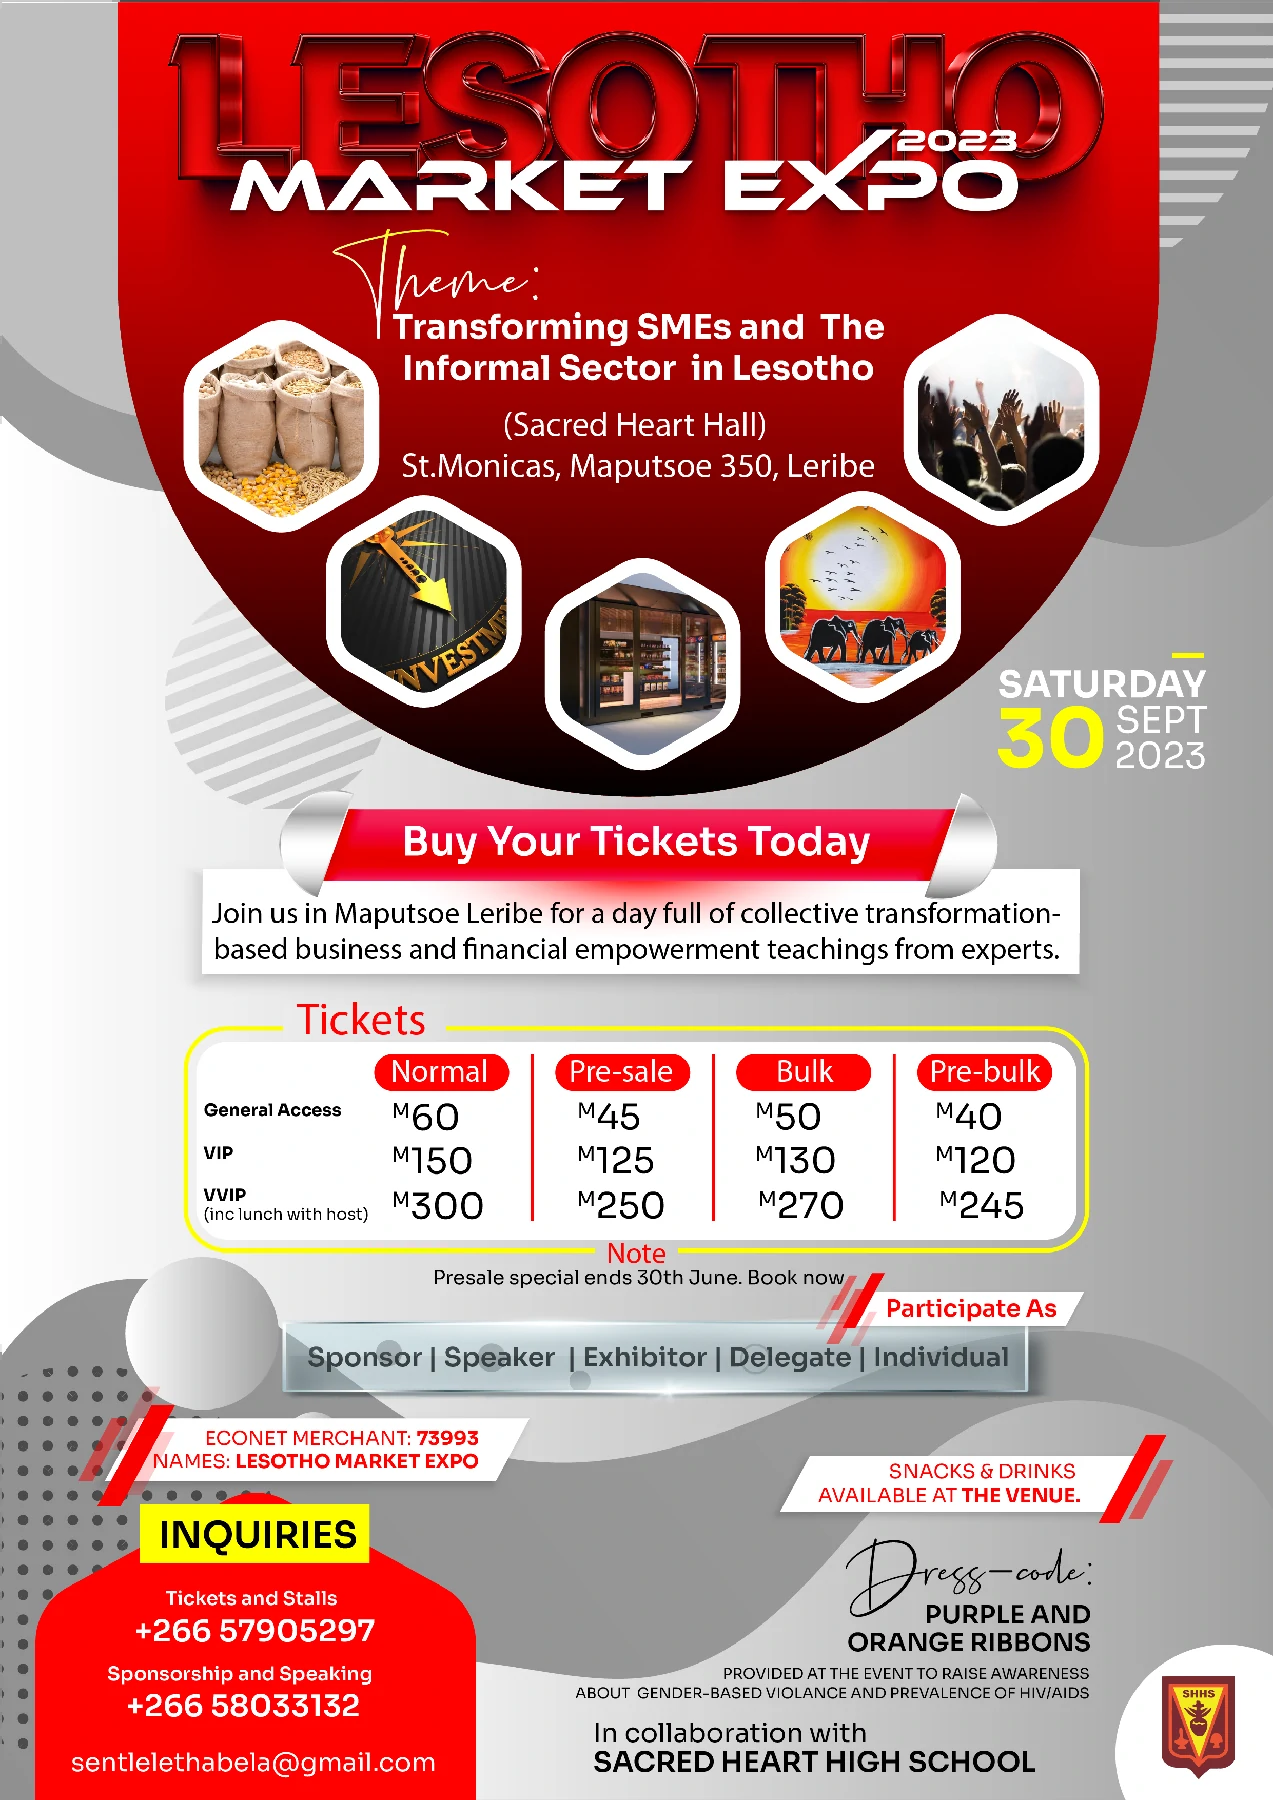 LESOTHO
2023
MARKET EXPO
Theme:
Transforming SMEs and The
Informal Sector in Lesotho
(Sacred Heart Hall)
St.Monicas, Maputsoe 350, Leribe
INVESTMEN
SATURDAY
30 SEPT
2023
Buy Your Tickets Today
Join us in Maputsoe Leribe for a day full of collective transformation-
based business and financial empowerment teachings from experts.
Tickets
Normal Pre-sale Bulk Pre-bulk
General Access M60 M45 M50 M40
VIP M150 M125 M130 M120
VVIP M300 M250 M270 M245
(inc lunch with host)
Note
Presale special ends 30th June. Book now
Participate As
Sponsor | Speaker | Exhibitor | Delegate | Individual
ECONET MERCHANT: 73993
NAMES: LESOTHO MARKET EXPO
SNACKS & DRINKS
AVAILABLE AT THE VENUE.
INQUIRIES
Tickets and Stalls
+266 57905297
Sponsorship and Speaking
+266 58033132
sentlelethabela@gmail.com
Dress-code:
PURPLE AND
ORANGE RIBBONS
PROVIDED AT THE EVENT TO RAISE AWARENESS
ABOUT GENDER-BASED VIOLANCE AND PREVALENCE OF HIV/AIDS
In collaboration with
SACRED HEART HIGH SCHOOL
SHHS